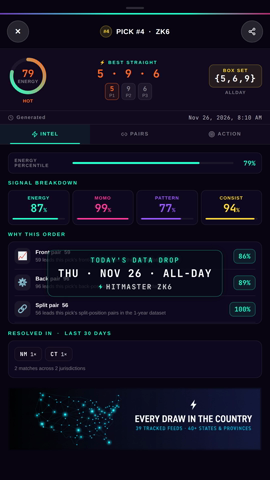 ✕
#4 PICK #4 · ZK6
79
ENERGY
HOT
⚡ BEST STRAIGHT
5 · 9 · 6
5 P1
9 P2
6 P3
BOX SET
{5,6,9}
ALLDAY
Generated
Nov 26, 2026, 8:10 AM
INTEL
PAIRS
ACTION
ENERGY PERCENTILE
79%
SIGNAL BREAKDOWN
ENERGY
87%
MOMO
99%
PATTERN
77%
CONSIST
94%
WHY THIS ORDER
Front pair
86%
TODAY'S DATA DROP
THU · NOV 26 · ALL-DAY
⚡HITMASTER ZK6
Back
89%
Split pair 56
56 leads this pick's split-position pairs in the 1-year dataset
100%
RESOLVED IN · LAST 30 DAYS
NM 1×
CT 1×
2 matches across 2 jurisdictions
EVERY DRAW IN THE COUNTRY
39 TRACKED FEEDS · 40+ STATES & PROVINCES